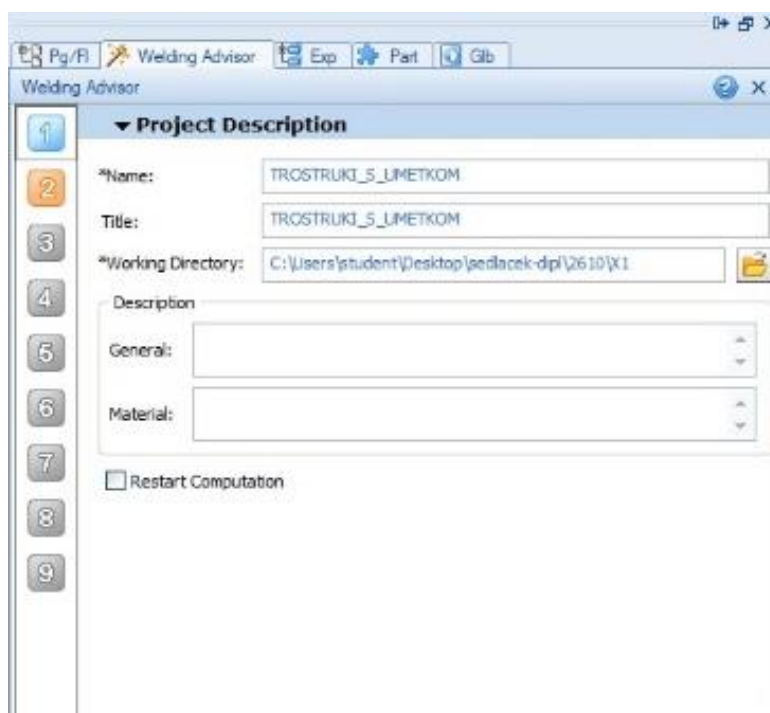 Pg/Fl Welding Advisor Exp Part Glb
Welding Advisor
1 Project Description
*Name: TROSTRUKI_S_UMETKOM
2
Title: TROSTRUKI_S_UMETKOM
3
*Working Directory: C:\Users\student\Desktop\sedlacek-dipl\2610\X1
4
Description
5 General:
6 Material:
7
Restart Computation
8
9